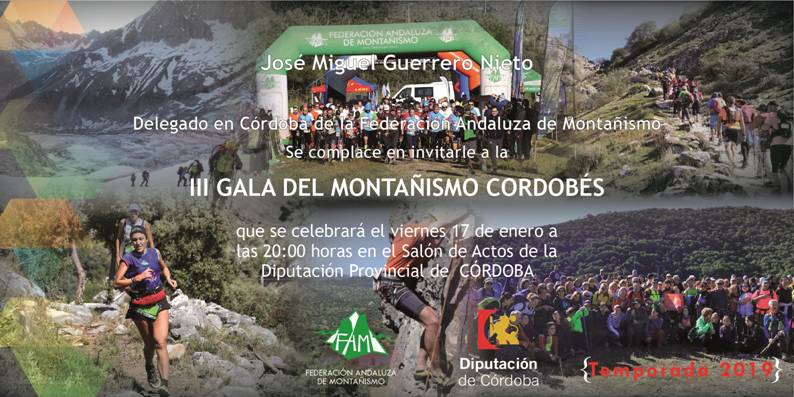 FEDERACIÓN ANDALUZA
DE MONTAÑISMO
José Miguel Guerrero Nieto
Delegado en Córdoba de la Federación Andaluza de Montañismo
Se complace en invitarle a la
III GALA DEL MONTAÑISMO CORDOBÉS
que se celebrará el viernes 17 de enero a
las 20:00 horas en el Salón de Actos de la
Diputación Provincial de CÓRDOBA
FAM
FEDERACIÓN ANDALUZA
DE MONTAÑISMO
Diputación
de Córdoba
{Temporada 2019}